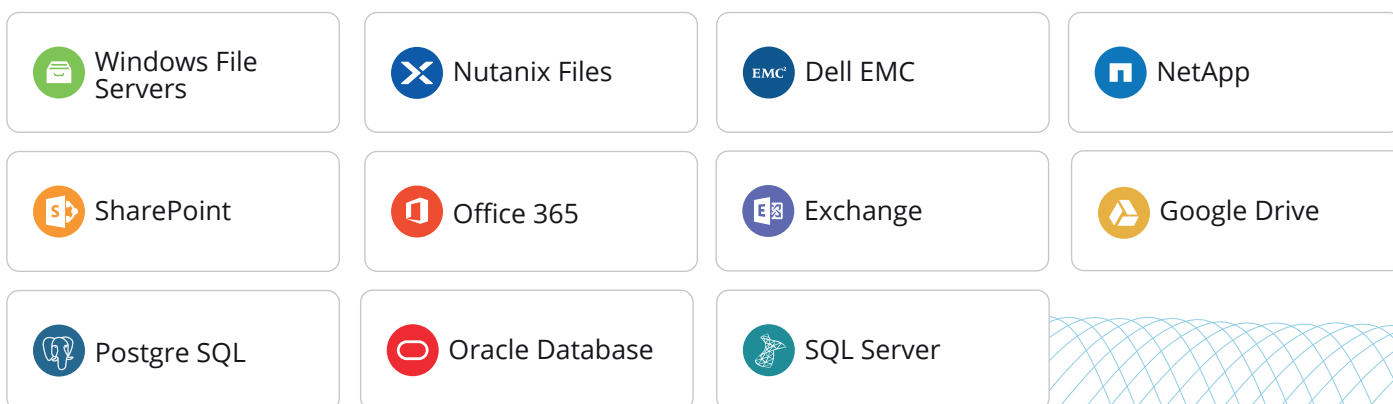 Windows File
Servers
Nutanix Files
EMC²
Dell EMC
NetApp
S
SharePoint
Office 365
E
Exchange
Google Drive
Postgre SQL
Oracle Database
SQL Server